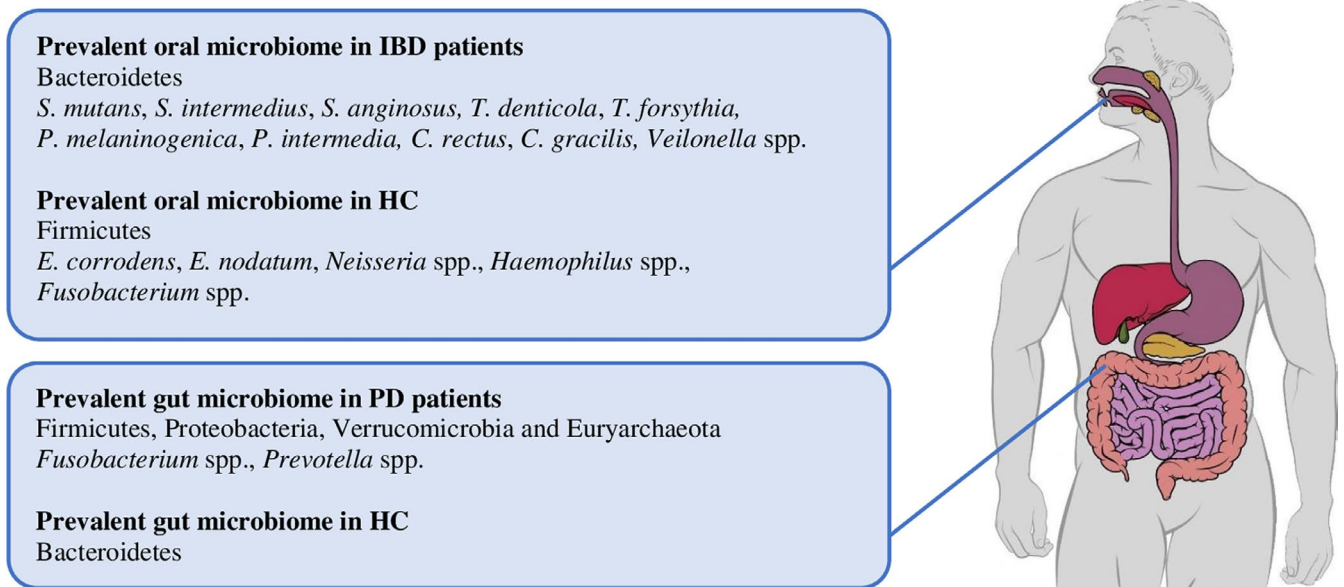 Prevalent oral microbiome in IBD patients
Bacteroidetes
S. mutans, S. intermedius, S. anginosus, T. denticola, T. forsythia,
P. melaninogenica, P. intermedia, C. rectus, C. gracilis, Veilonella spp.
Prevalent oral microbiome in HC
Firmicutes
E. corrodens, E. nodatum, Neisseria spp., Haemophilus spp.,
Fusobacterium spp.
Prevalent gut microbiome in PD patients
Firmicutes, Proteobacteria, Verrucomicrobia and Euryarchaeota
Fusobacterium spp., Prevotella spp.
Prevalent gut microbiome in HC
Bacteroidetes